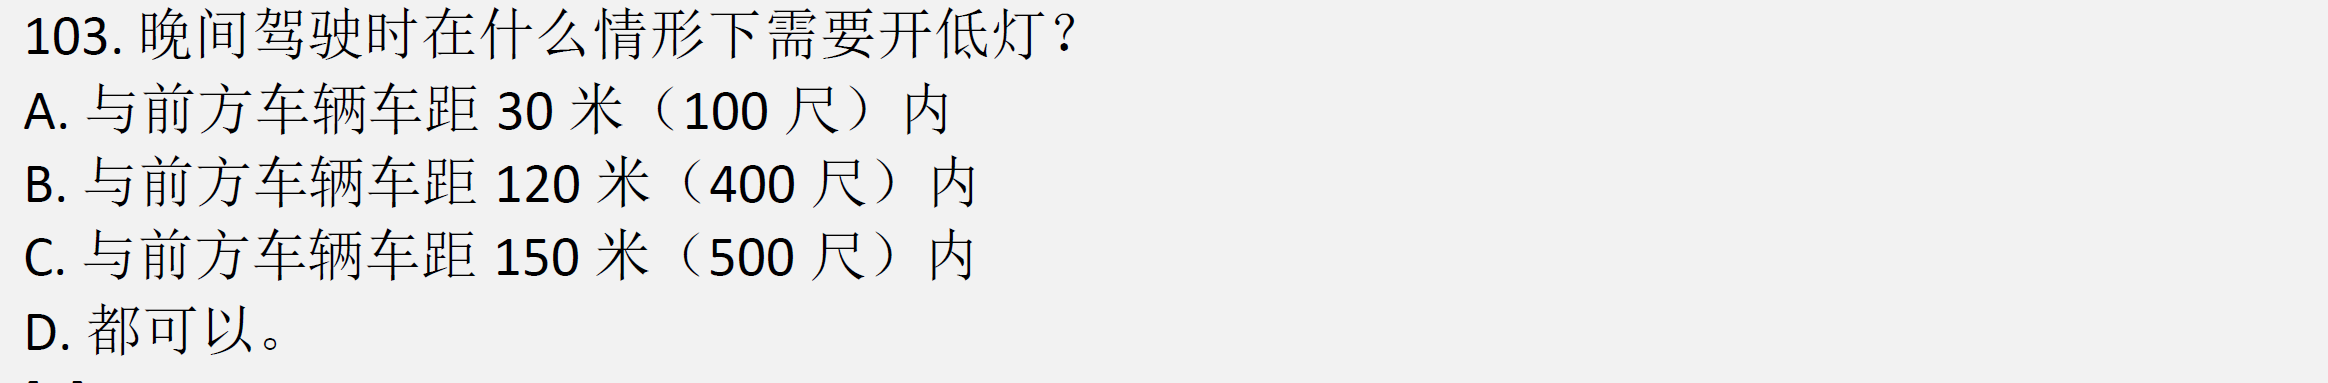 103. 晚间驾驶时在什么情形下需要开低灯？
A. 与前方车辆车距 30 米（100 尺）内
B. 与前方车辆车距 120 米（400 尺）内
C. 与前方车辆车距 150 米（500 尺）内
D. 都可以。